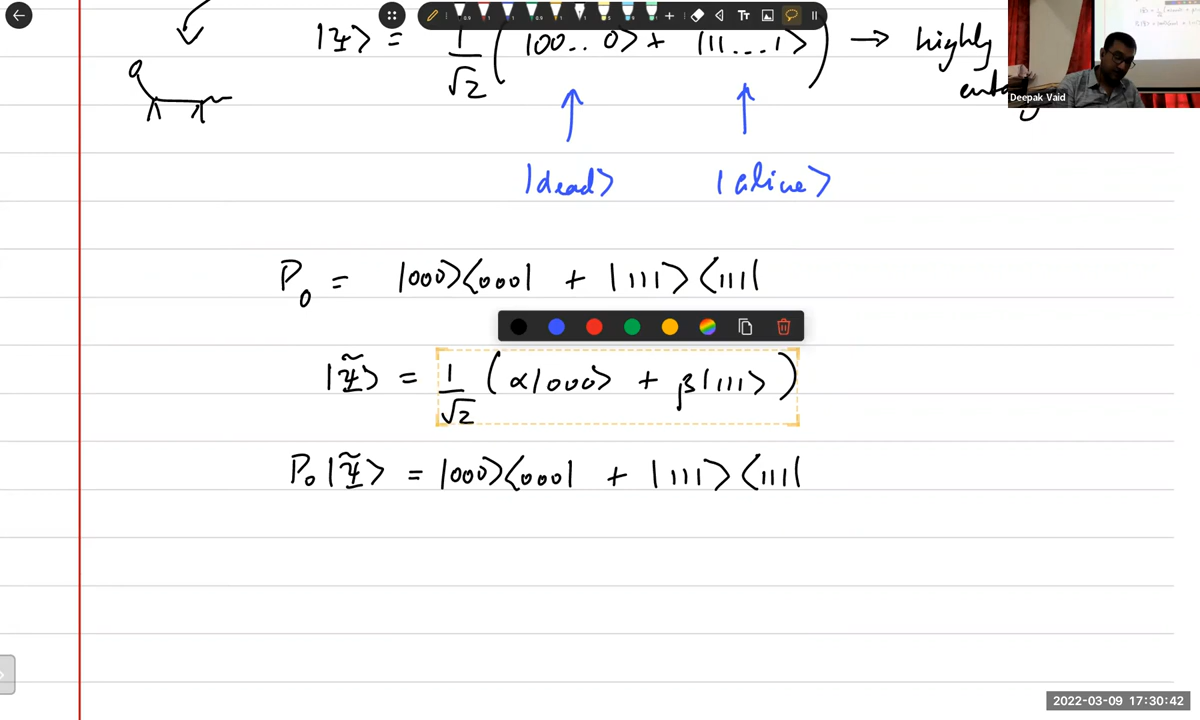 |Ψ⟩ = 1/√2 ( |00..0⟩ + |11...1⟩ ) → highly
Deepak Vaid
|dead⟩ |alive⟩
P₀ = |000⟩⟨000| + |111⟩⟨111|
|Ψ̃⟩ = 1/√2 ( α|000⟩ + β|111⟩ )
P₀|Ψ̃⟩ = |000⟩⟨000| + |111⟩⟨111|
2022-03-09 17:30:42